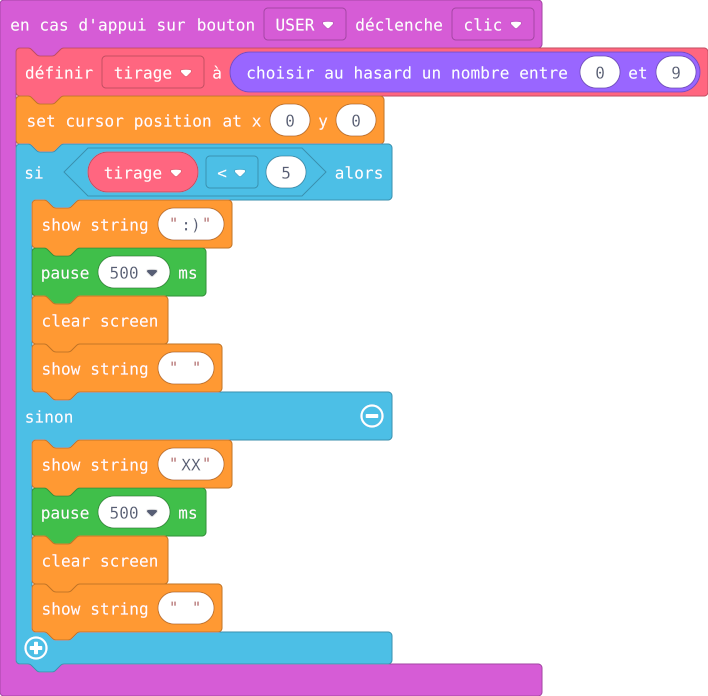 en cas d'appui sur bouton USER déclenche clic
définir tirage à choisir au hasard un nombre entre 0 et 9
set cursor position at x 0 y 0
si tirage < 5 alors
show string ":)"
pause 500 ms
clear screen
show string " "
sinon
show string "XX"
pause 500 ms
clear screen
show string " "